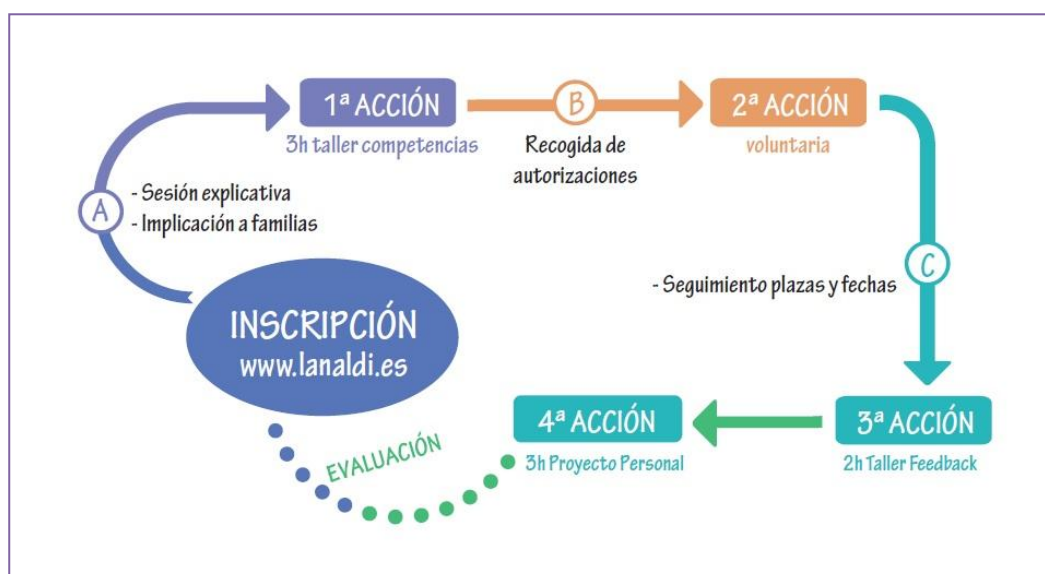 1ª ACCIÓN
3h taller competencias
B
Recogida de
autorizaciones
2ª ACCIÓN
voluntaria
A
- Sesión explicativa
- Implicación a familias
C
- Seguimiento plazas y fechas
INSCRIPCIÓN
www.lanaldi.es
3ª ACCIÓN
2h Taller Feedback
4ª ACCIÓN
3h Proyecto Personal
EVALUACIÓN